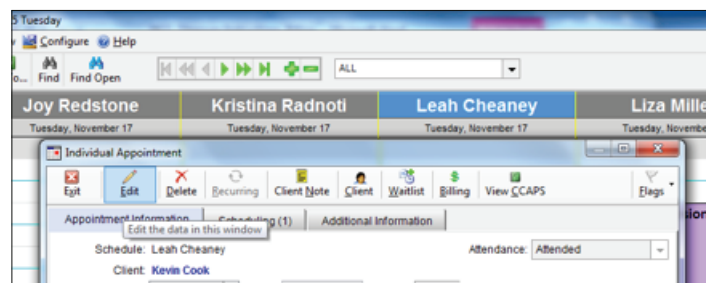 5 Tuesday
Configure Help
Find Find Open ALL
Joy Redstone Kristina Radnoti Leah Cheaney Liza Mille
Tuesday, November 17 Tuesday, November 17 Tuesday, November 17 Tuesday, Novembe
Individual Appointment
Exit Edit Delete Recurring Client Note Client Waitlist Billing View CCAPS Flags
Appointment Information Scheduling (1) Additional Information
Edit the data in this window
Schedule: Leah Cheaney Attendance: Attended
Client: Kevin Cook